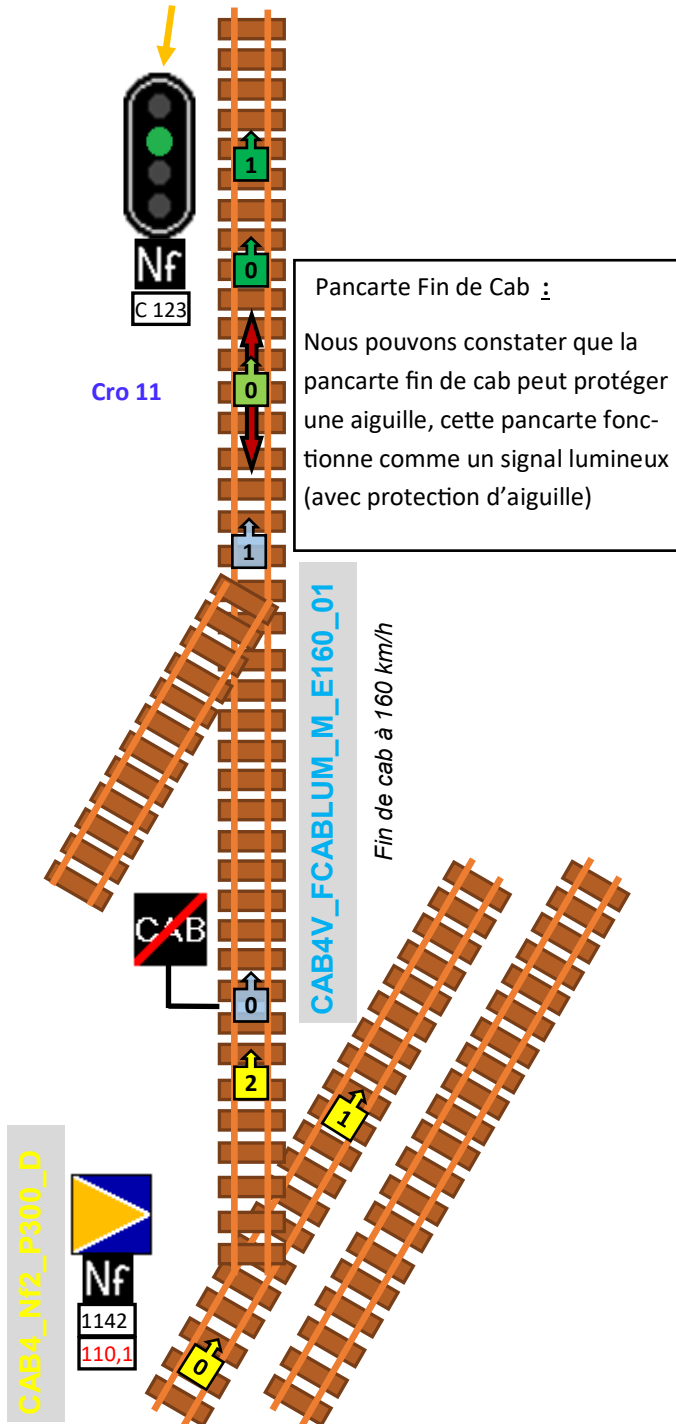 1
Nf
0
C 123
Pancarte Fin de Cab :
Nous pouvons constater que la
pancarte fin de cab peut protéger
une aiguille, cette pancarte fonc-
tionne comme un signal lumineux
(avec protection d'aiguille)
Cro 11
0
1
CAB4V_FCABLUM_M_E160_01
Fin de cab à 160 km/h
CAB
0
2
1
CAB4_Nf2_P300_D
Nf
1142
110,1
0